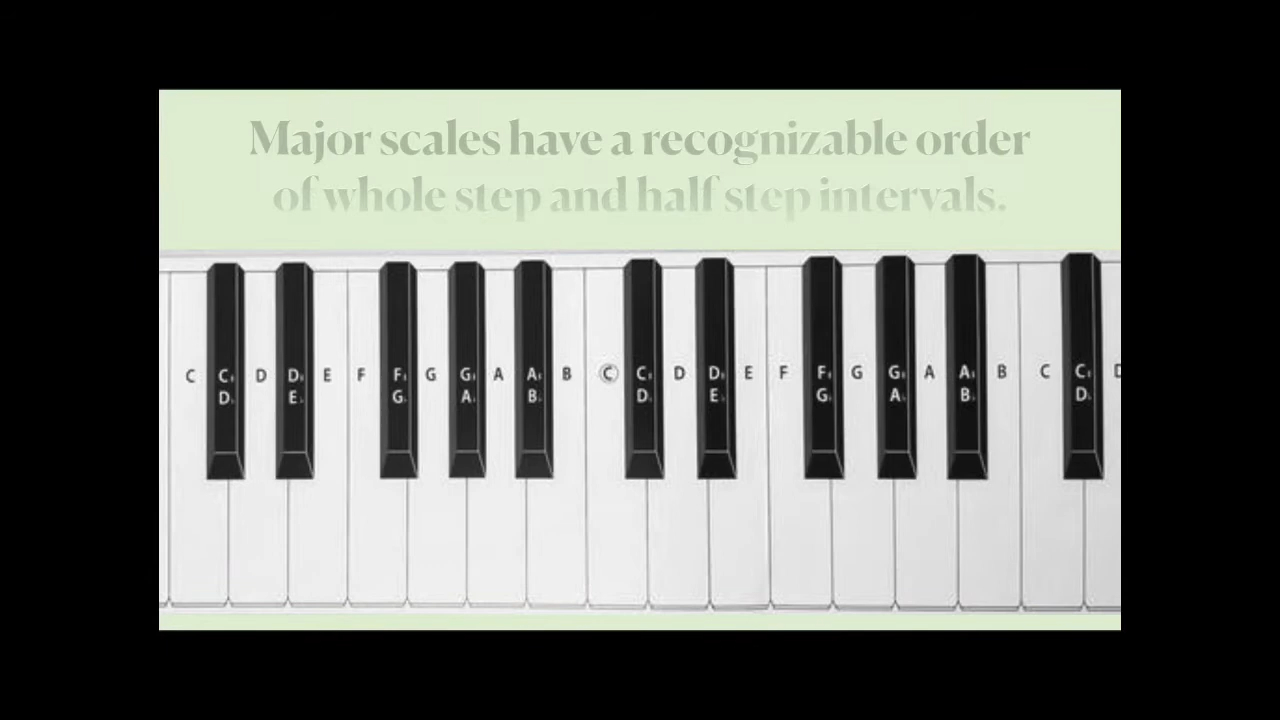 Major scales have a recognizable order
of whole step and half step intervals.
C C♯ D D♯ E F F♯ G G♯ A A♯ B C C♯ D D♯ E F F♯ G G♯ A A♯ B C C♯ D
D♭ E♭ G♭ A♭ B♭ D♭ E♭ G♭ A♭ B♭ D♭